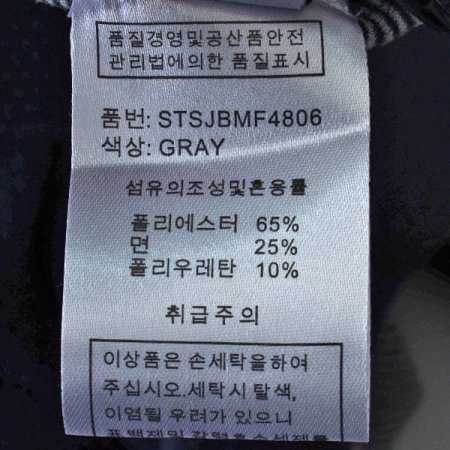 품질경영및공산품안전
관리법에의한 품질표시
품번: STSJBMF4806
색상: GRAY
섬유의조성및혼용률
폴리에스터 65%
면 25%
폴리우레탄 10%
취급주의
이상품은 손세탁을하여
주십시오.세탁시 탈색,
이염될 우려가 있으니
표백제및